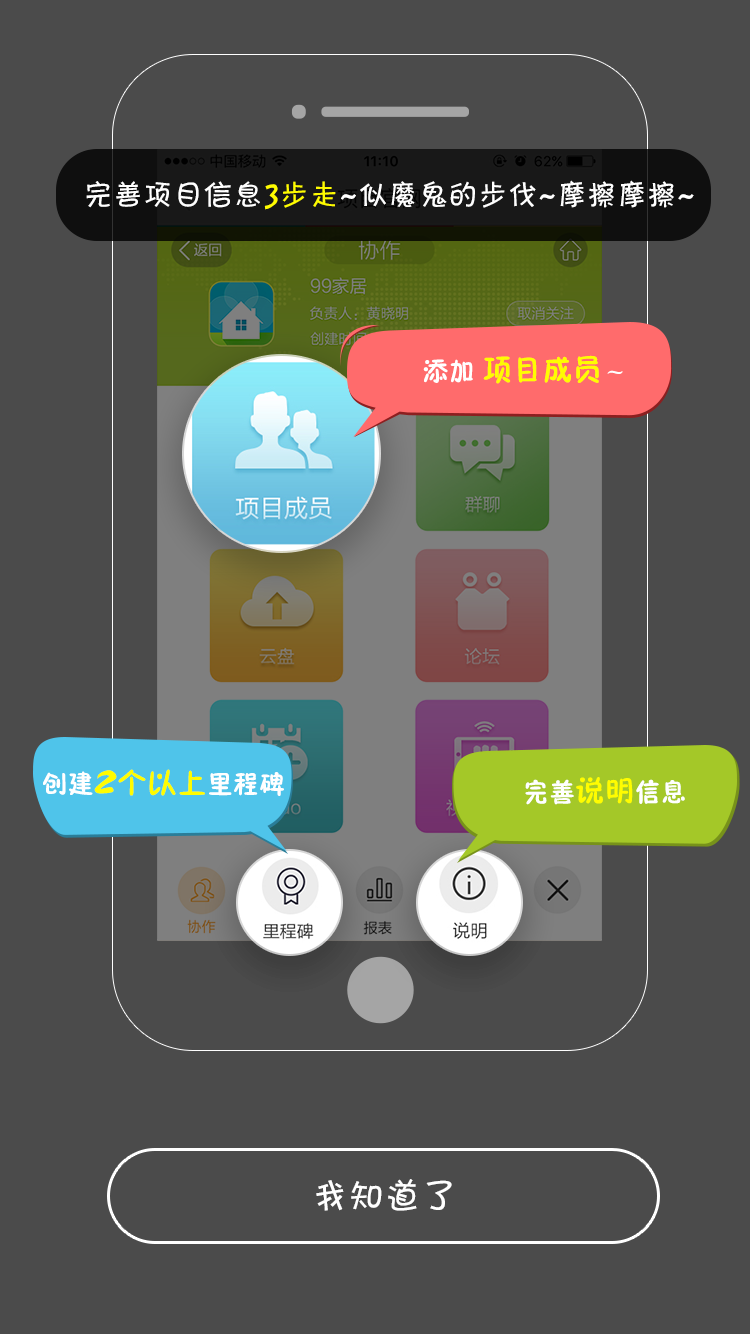 中国移动 11:10 62%
完善项目信息3步走~似魔鬼的步伐~摩擦摩擦~
返回 协作
99家居
负责人：黄晓明 取消关注
添加 项目成员~
项目成员 群聊
云盘 论坛
创建2个以上里程碑
完善说明信息
协作 里程碑 报表 说明
我知道了